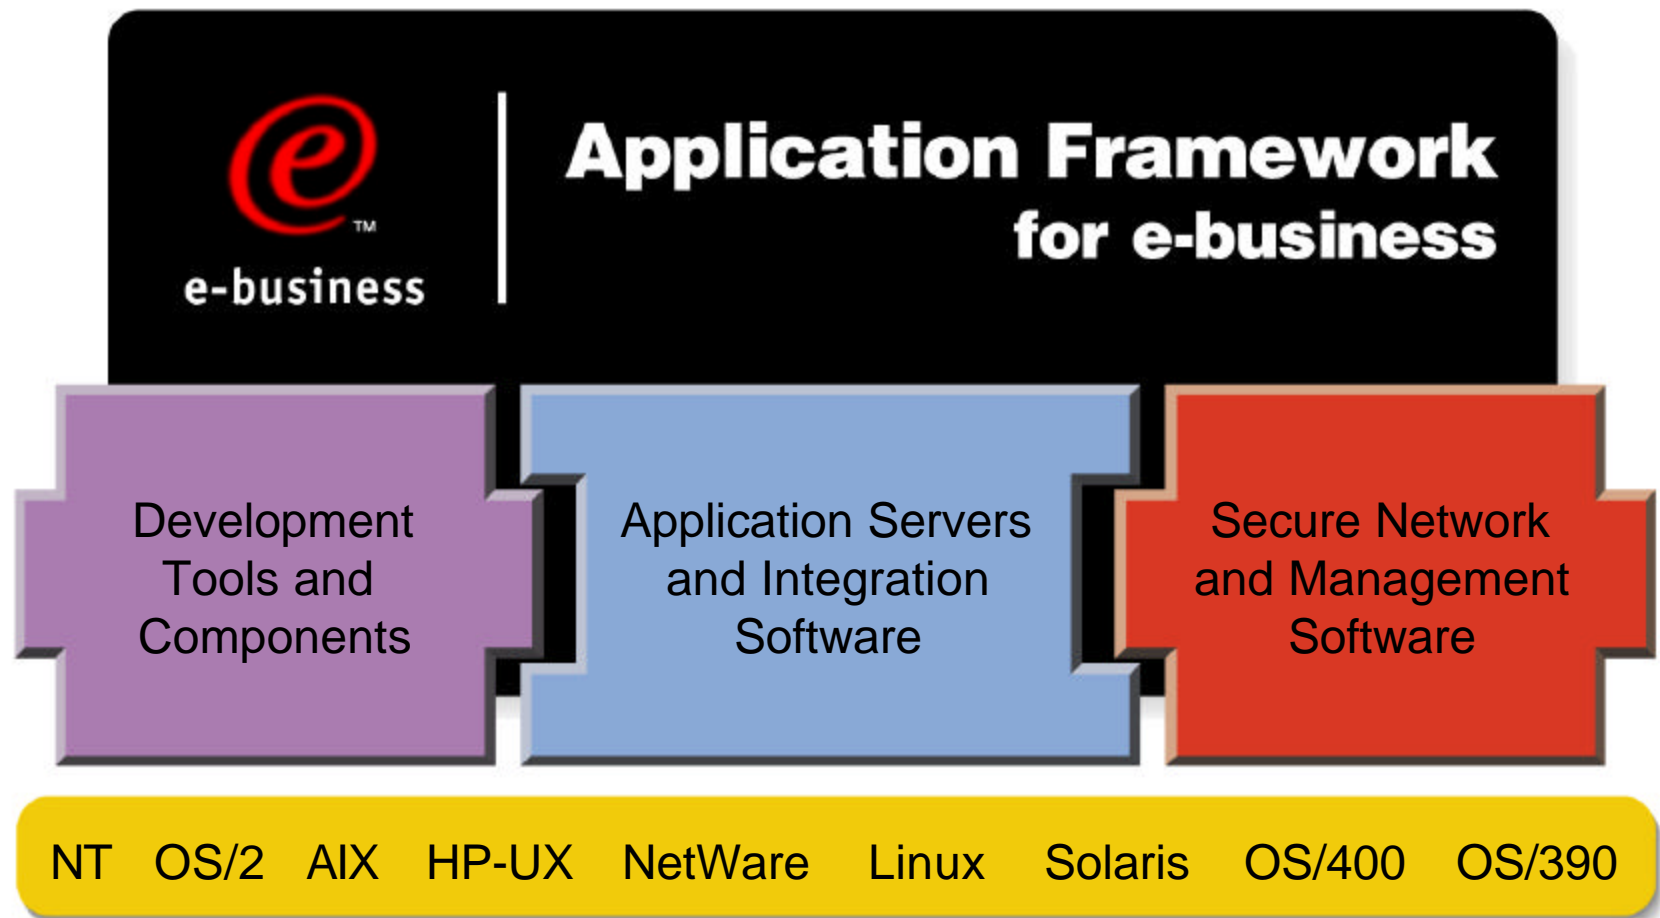 e
TM
e-business
Application Framework
for e-business
Development
Tools and
Components
Application Servers
and Integration
Software
Secure Network
and Management
Software
NT OS/2 AIX HP-UX NetWare Linux Solaris OS/400 OS/390